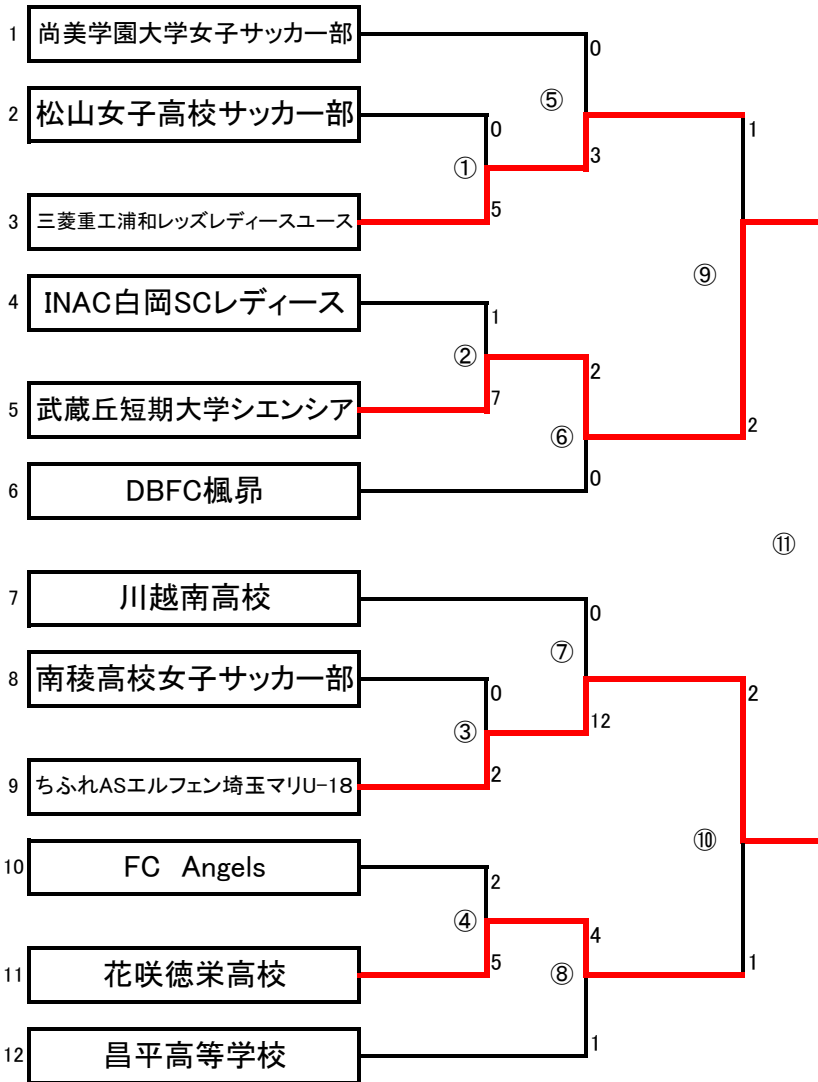 1 尚美学園大学女子サッカー部
0
⑤
2 松山女子高校サッカー部
0
1
①
3
3 三菱重工浦和レッズレディースユース
5
⑨
4 INAC白岡SCレディース
1
②
2
5 武蔵丘短期大学シエンシア
7
⑥
2
6 DBFC楓昴
0
⑪
7 川越南高校
0
⑦
8 南稜高校女子サッカー部
0
2
③
12
9 ちふれASエルフェン埼玉マリU-18
2
⑩
10 FC Angels
2
④
4
11 花咲徳栄高校
5
⑧
1
12 昌平高等学校
1